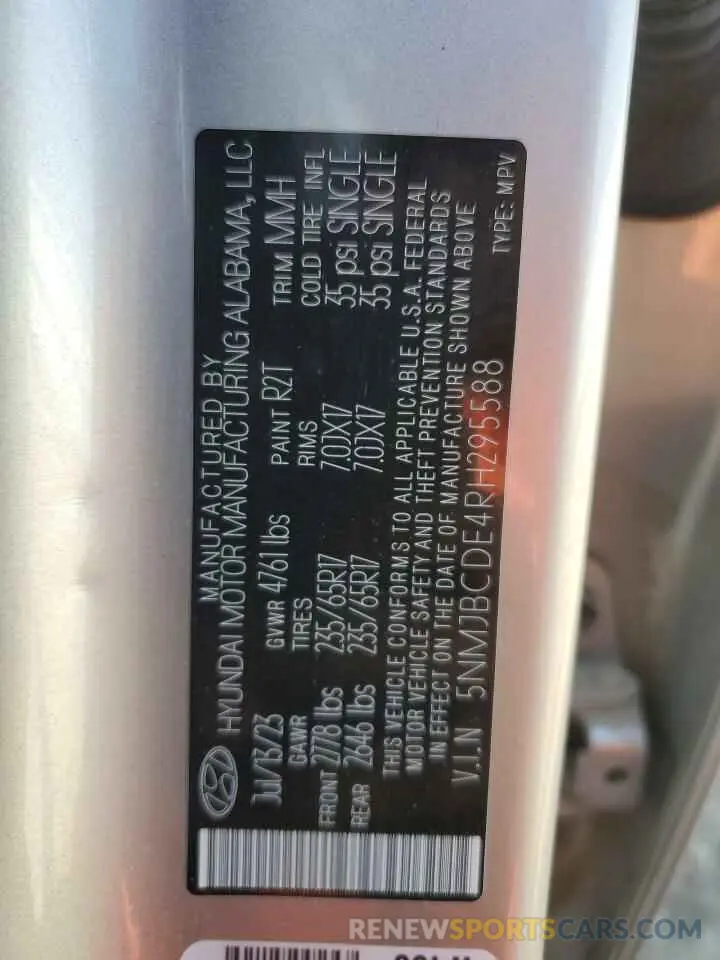 MANUFACTURED BY
HYUNDAI MOTOR MANUFACTURING ALABAMA, LLC
Jul/13/23 GVWR 4761 lbs PAINT R2T TRIM MMH
GAWR TIRES RIMS COLD TIRE INFL
FRONT 2778 lbs 235/65R17 7.0JX17 35 psi SINGLE
REAR 2646 lbs 235/65R17 7.0JX17 35 psi SINGLE
THIS VEHICLE CONFORMS TO ALL APPLICABLE U.S.A. FEDERAL
MOTOR VEHICLE SAFETY AND THEFT PREVENTION STANDARDS
IN EFFECT ON THE DATE OF MANUFACTURE SHOWN ABOVE
V.I.N 5NMJBCDE4RH295588 TYPE: MPV
RENEWSPORTSCARS.COM